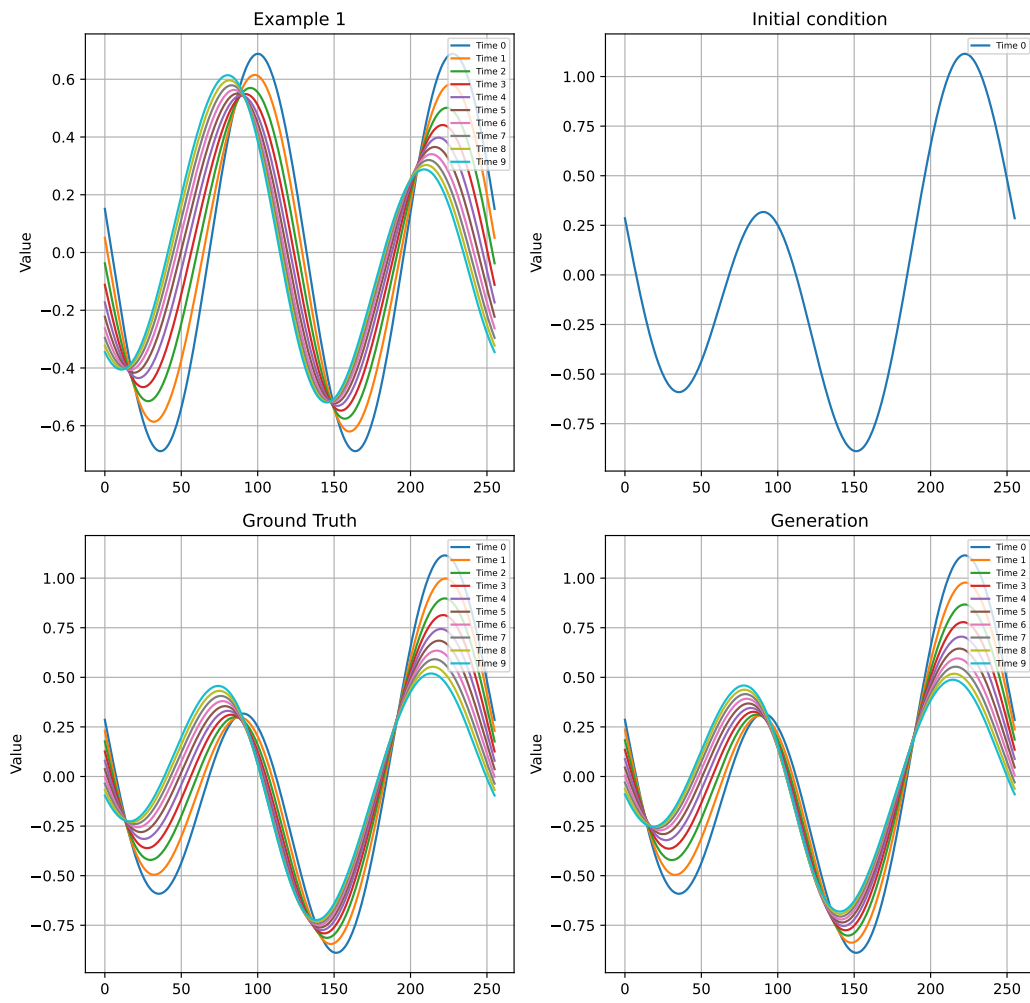 Example 1
Value
0.6
0.4
0.2
0.0
−0.2
−0.4
−0.6
0 50 100 150 200 250
Time 0
Time 1
Time 2
Time 3
Time 4
Time 5
Time 6
Time 7
Time 8
Time 9
Initial condition
Value
1.00
0.75
0.50
0.25
0.00
−0.25
−0.50
−0.75
0 50 100 150 200 250
Time 0
Ground Truth
Value
1.00
0.75
0.50
0.25
0.00
−0.25
−0.50
−0.75
0 50 100 150 200 250
Time 0
Time 1
Time 2
Time 3
Time 4
Time 5
Time 6
Time 7
Time 8
Time 9
Generation
Value
1.00
0.75
0.50
0.25
0.00
−0.25
−0.50
−0.75
0 50 100 150 200 250
Time 0
Time 1
Time 2
Time 3
Time 4
Time 5
Time 6
Time 7
Time 8
Time 9